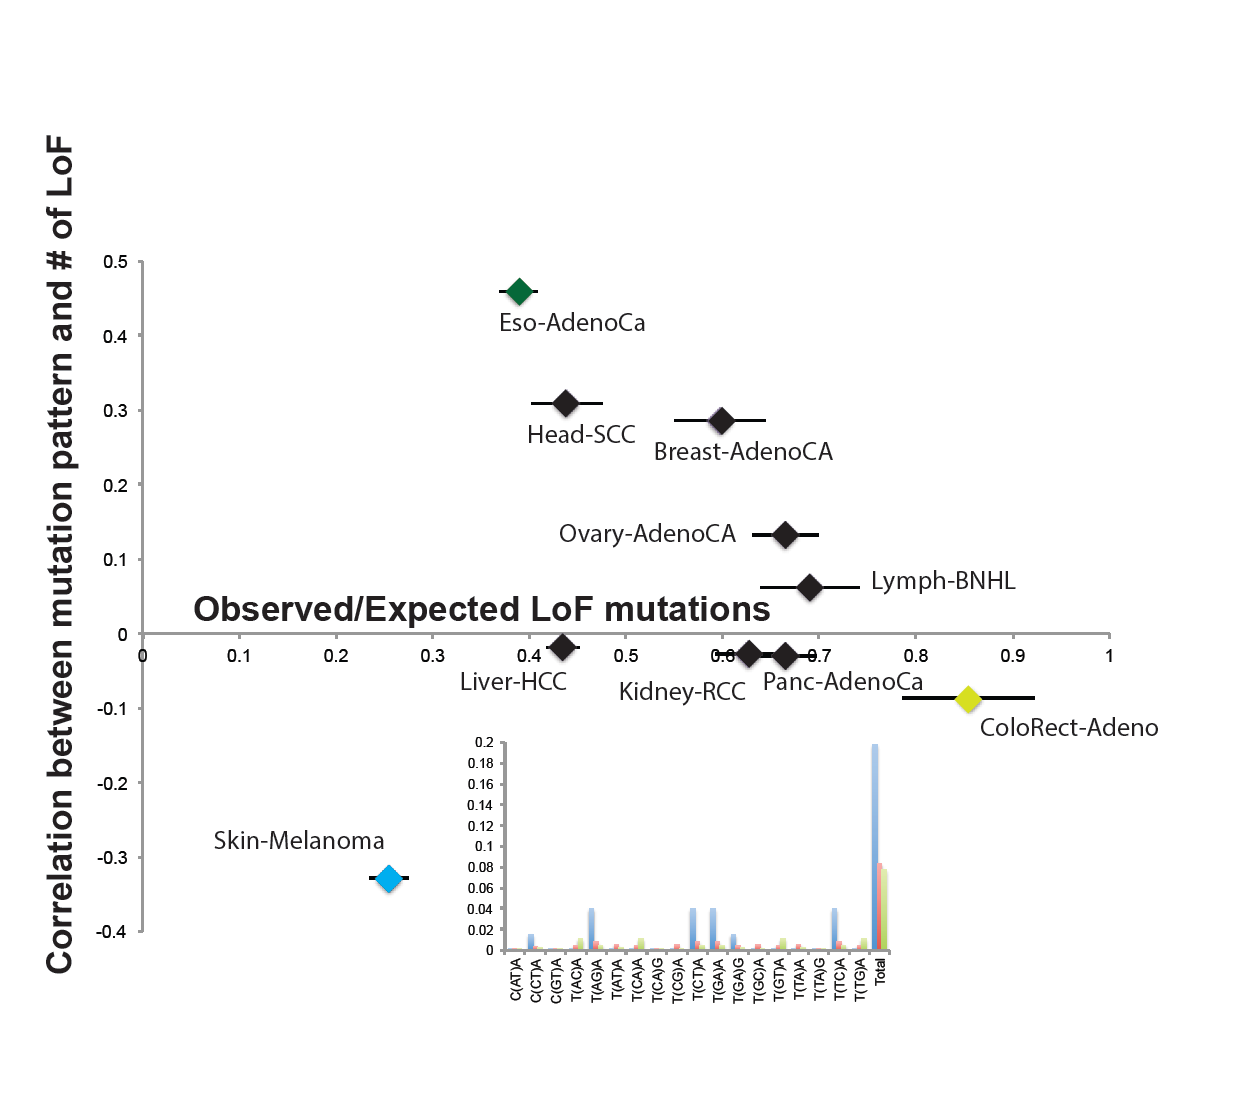 Correlation between mutation pattern and # of LoF
0.5
Eso-AdenoCa
0.4
0.3
Head-SCC
Breast-AdenoCA
0.2
Ovary-AdenoCA
0.1
Lymph-BNHL
Observed/Expected LoF mutations
0
0 0.1 0.2 0.3 0.4 0.5 0.6 0.7 0.8 0.9 1
Liver-HCC
Kidney-RCC
Panc-AdenoCa
-0.1
ColoRect-Adeno
-0.2
Skin-Melanoma
-0.3
-0.4
0.2
0.18
0.16
0.14
0.12
0.1
0.08
0.06
0.04
0.02
0
C(AT)A
C(CT)A
C(GT)A
T(AC)A
T(AG)A
T(AT)A
T(CA)A
T(CA)G
T(CG)A
T(CT)A
T(GA)A
T(GA)G
T(GC)A
T(GT)A
T(TA)A
T(TA)G
T(TC)A
T(TG)A
Total